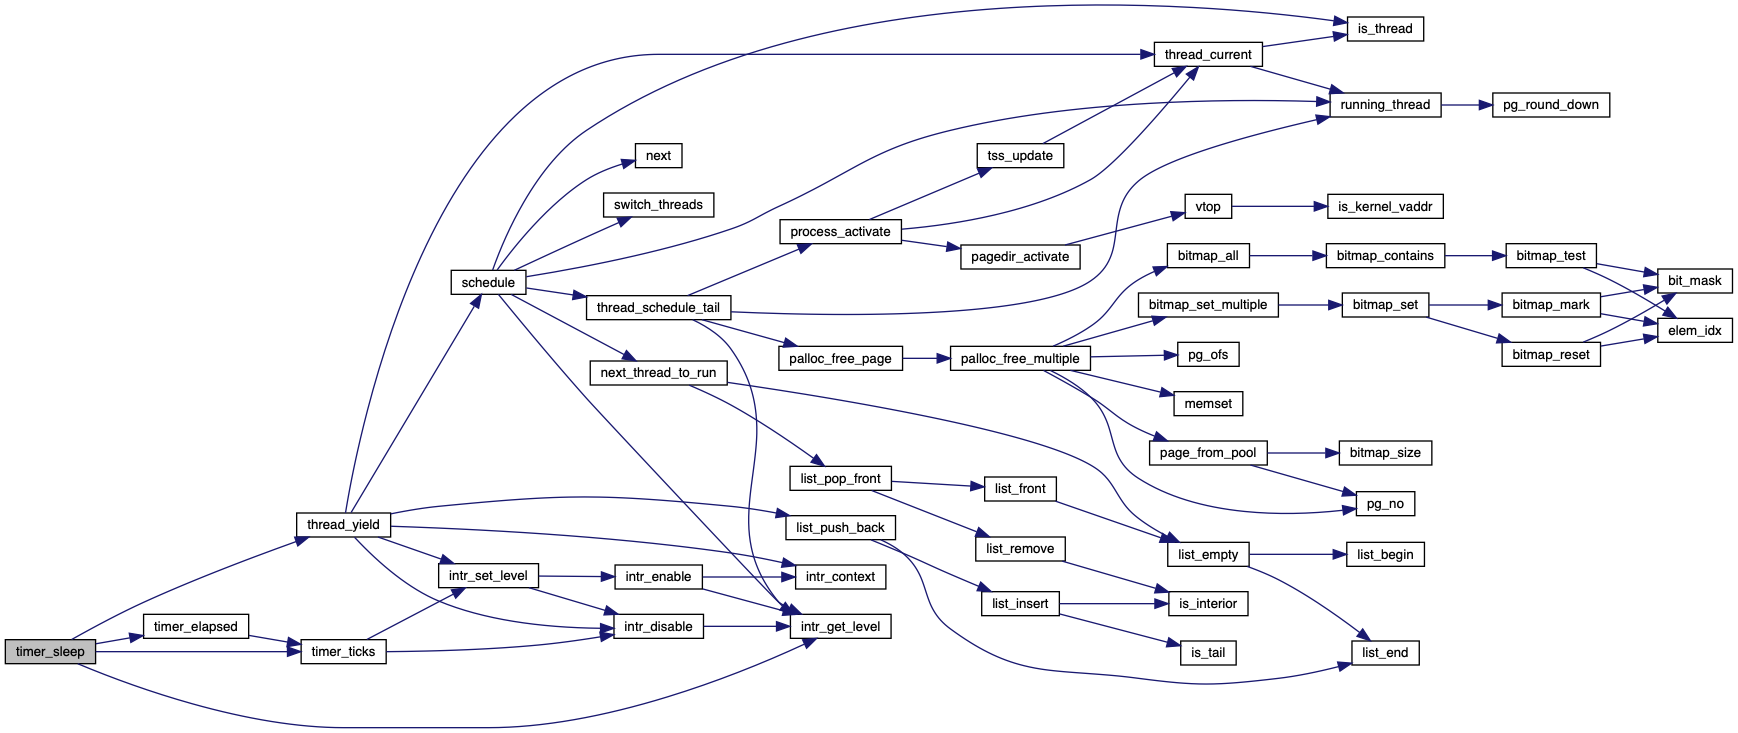 is_thread
thread_current
running_thread
pg_round_down
next
tss_update
switch_threads
vtop
is_kernel_vaddr
process_activate
pagedir_activate
bitmap_all
bitmap_contains
bitmap_test
schedule
bit_mask
thread_schedule_tail
bitmap_set_multiple
bitmap_set
bitmap_mark
elem_idx
palloc_free_page
palloc_free_multiple
pg_ofs
bitmap_reset
next_thread_to_run
memset
page_from_pool
bitmap_size
list_pop_front
list_front
pg_no
thread_yield
list_push_back
list_remove
list_empty
list_begin
intr_set_level
intr_enable
intr_context
list_insert
is_interior
timer_elapsed
intr_disable
intr_get_level
timer_sleep
timer_ticks
is_tail
list_end